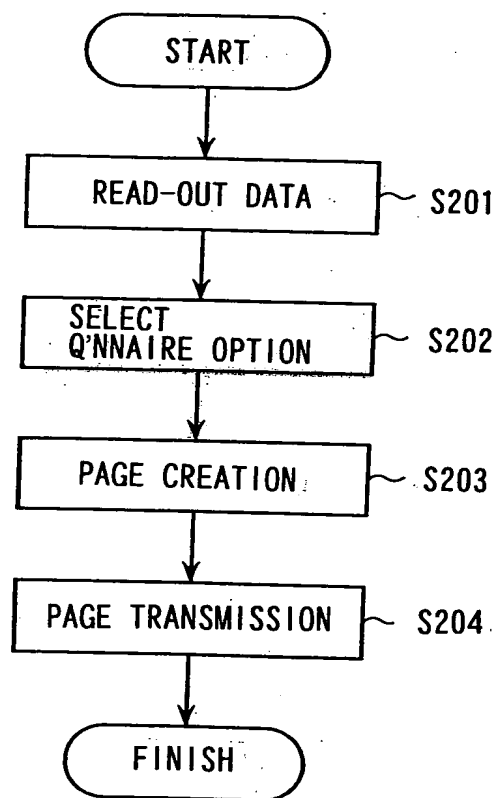 START
READ-OUT DATA
S201
SELECT
Q'NNAIRE OPTION
S202
PAGE CREATION
S203
PAGE TRANSMISSION
S204
FINISH